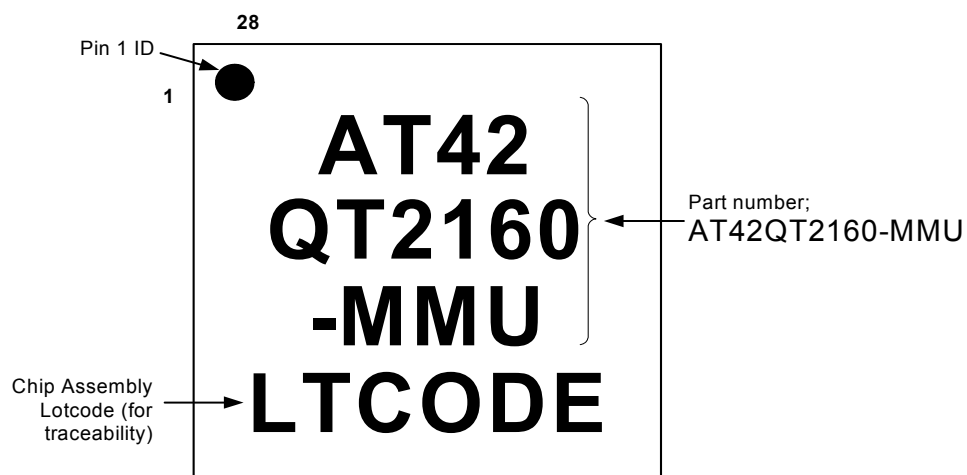 28
Pin 1 ID
1
AT42
QT2160
-MMU
LTCODE
Part number;
AT42QT2160-MMU
Chip Assembly
Lotcode (for
traceability)